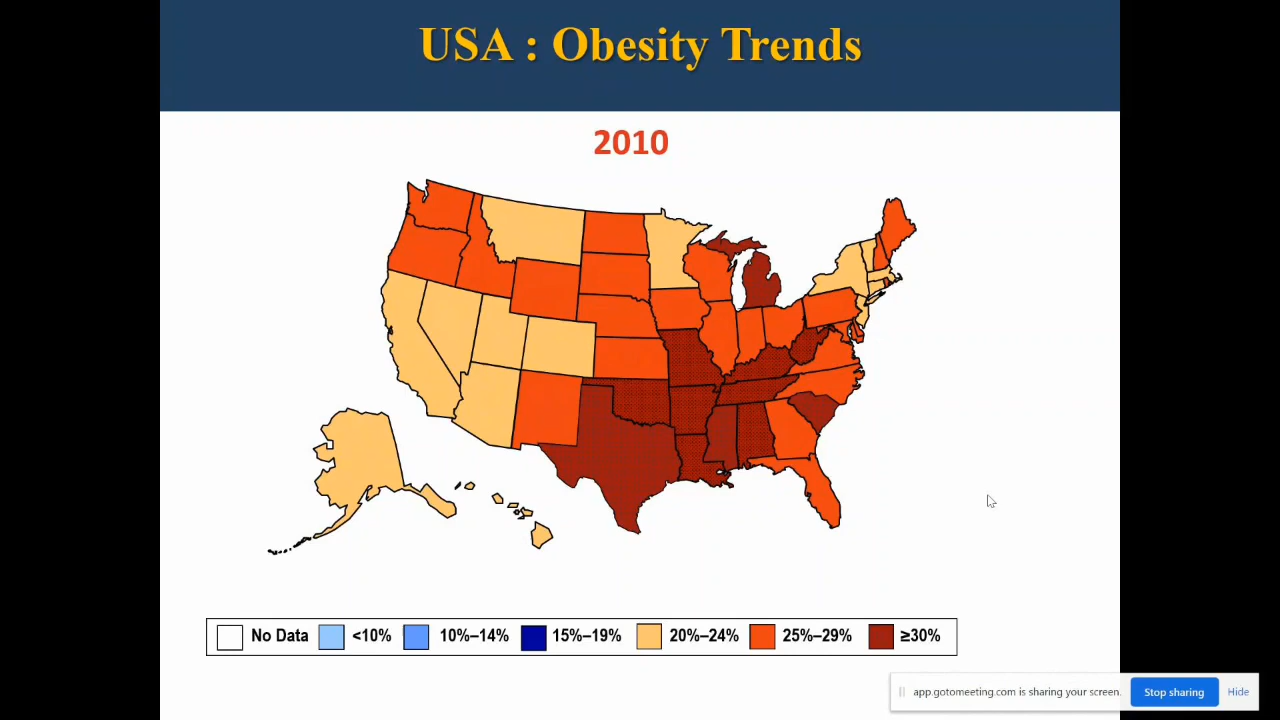 USA : Obesity Trends
2010
No Data <10% 10%–14% 15%–19% 20%–24% 25%–29% ≥30%
app.gotomeeting.com is sharing your screen. Stop sharing Hide